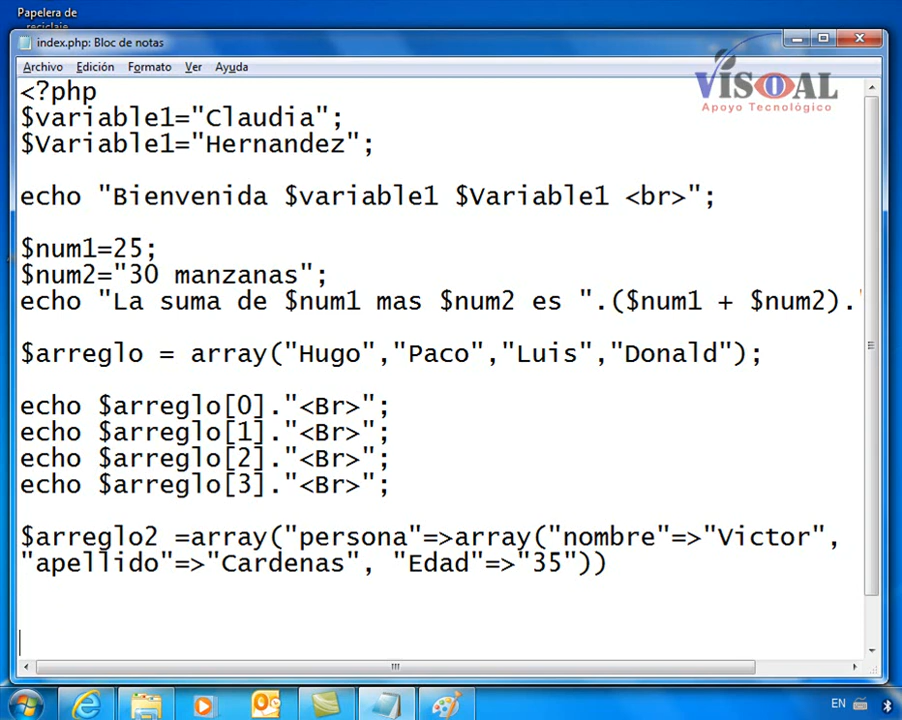 Papelera de
reciclaje
index.php: Bloc de notas
Archivo Edición Formato Ver Ayuda
VISOAL
Apoyo Tecnológico
<?php
$variable1="Claudia";
$Variable1="Hernandez";
echo "Bienvenida $variable1 $Variable1 <br>";
$num1=25;
$num2="30 manzanas";
echo "La suma de $num1 mas $num2 es ".($num1 + $num2)."
$arreglo = array("Hugo","Paco","Luis","Donald");
echo $arreglo[0]."<Br>";
echo $arreglo[1]."<Br>";
echo $arreglo[2]."<Br>";
echo $arreglo[3]."<Br>";
$arreglo2 =array("persona"=>array("nombre"=>"Victor",
"apellido"=>"Cardenas", "Edad"=>"35"))
EN